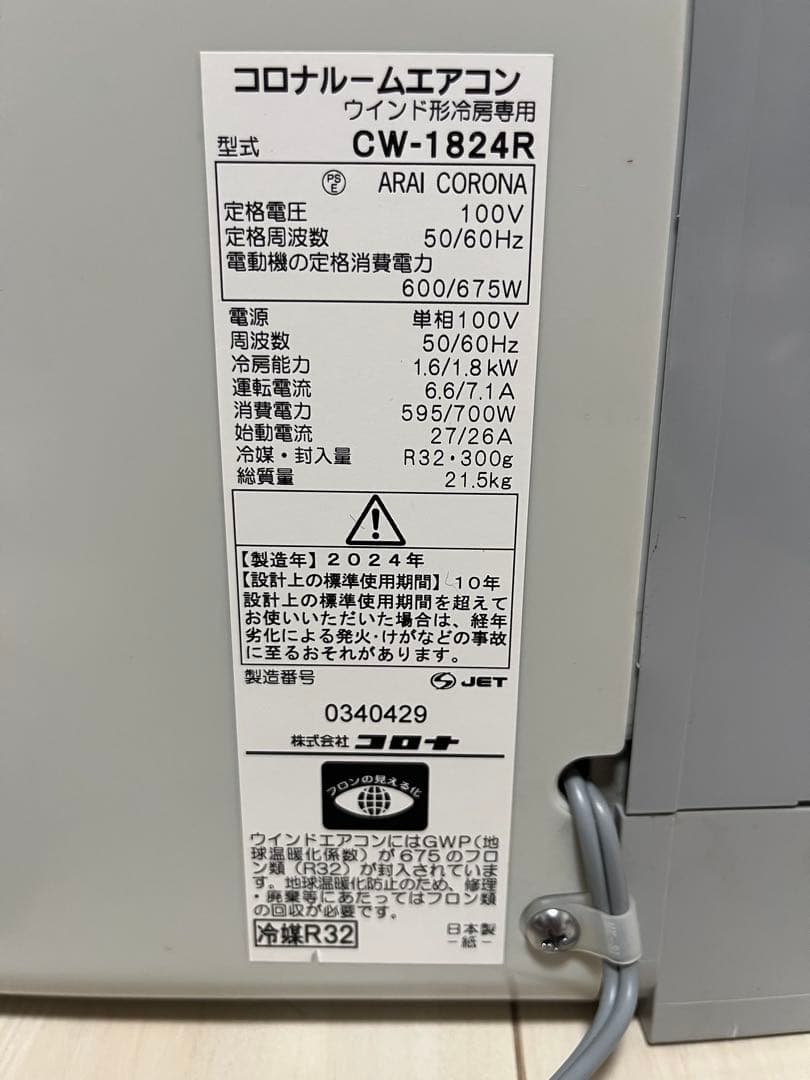 コロナルームエアコン
ウインド形冷房専用
型式 CW-1824R
PSE ARAI CORONA
定格電圧 100V
定格周波数 50/60Hz
電動機の定格消費電力
600/675W
電源 単相100V
周波数 50/60Hz
冷房能力 1.6/1.8kW
運転電流 6.6/7.1A
消費電力 595/700W
始動電流 27/26A
冷媒・封入量 R32・300g
総質量 21.5kg
【製造年】2024年
【設計上の標準使用期間】10年
設計上の標準使用期間を超えて
お使いいただいた場合は、経年
劣化による発火・けがなどの事故
に至るおそれがあります。
製造番号 JET
0340429
株式会社 コロナ
フロンの見える化
ウインドエアコンにはGWP(地
球温暖化係数)が675のフロ
ン類(R32)が封入されていま
す。地球温暖化防止のため、修理
・廃棄等にあたってはフロン類
の回収が必要です。
冷媒R32 日本製
-紙-